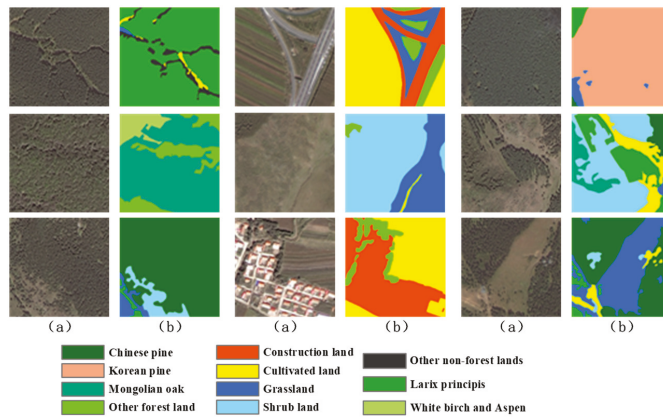 (a) (b) (a) (b) (a) (b)
Chinese pine Construction land Other non-forest lands
Korean pine Cultivated land Larix principis
Mongolian oak Grassland White birch and Aspen
Other forest land Shrub land